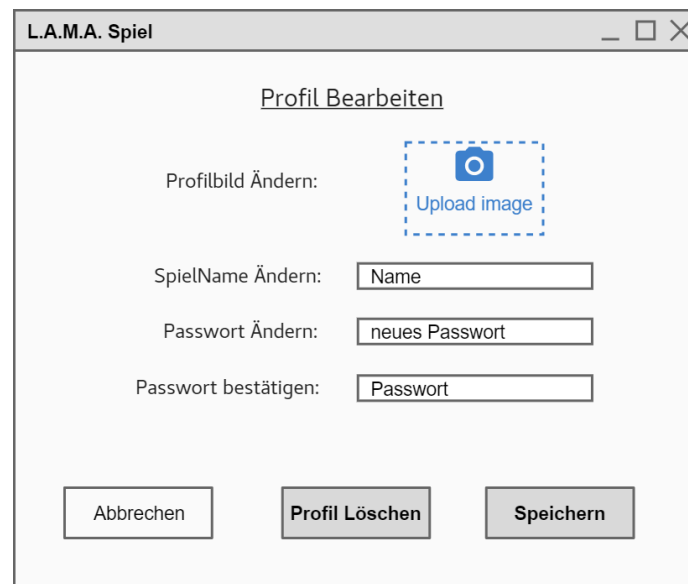 L.A.M.A. Spiel
Profil Bearbeiten
Profilbild Ändern:
Upload image
SpielName Ändern: Name
Passwort Ändern: neues Passwort
Passwort bestätigen: Passwort
Abbrechen Profil Löschen Speichern